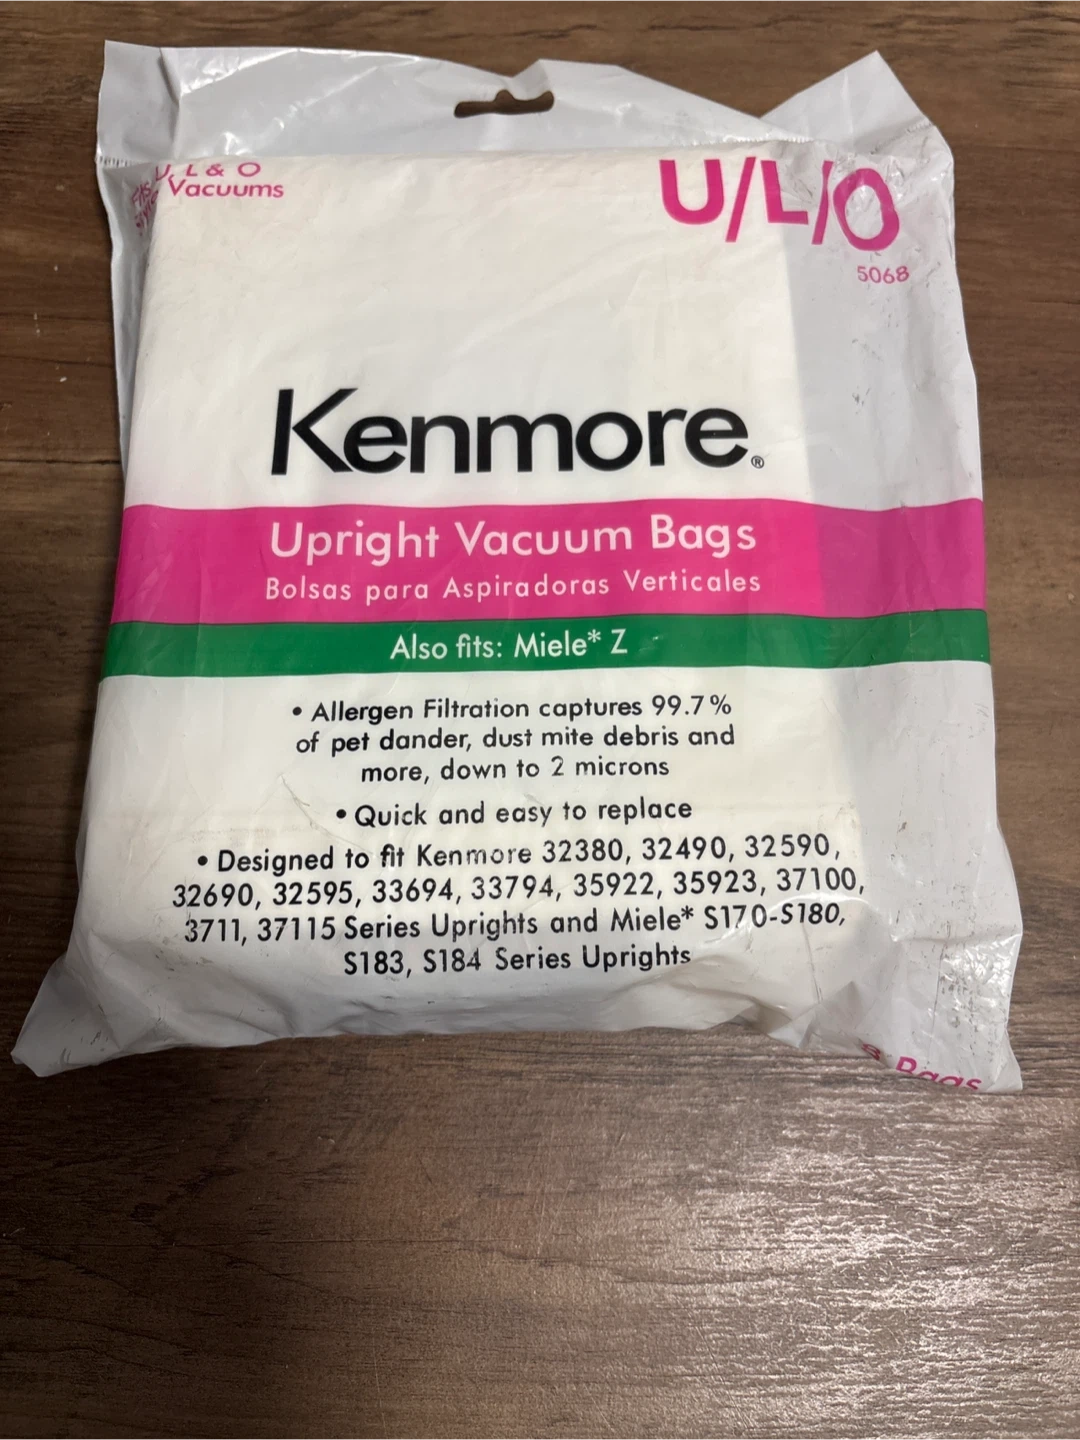 Fits U, L & O
Style Vacuums
U/L/O
5068
Kenmore®
Upright Vacuum Bags
Bolsas para Aspiradoras Verticales
Also fits: Miele* Z
• Allergen Filtration captures 99.7%
of pet dander, dust mite debris and
more, down to 2 microns
• Quick and easy to replace
• Designed to fit Kenmore 32380, 32490, 32590,
32690, 32595, 33694, 33794, 35922, 35923, 37100,
3711, 37115 Series Uprights and Miele* S170-S180,
S183, S184 Series Uprights
Bags